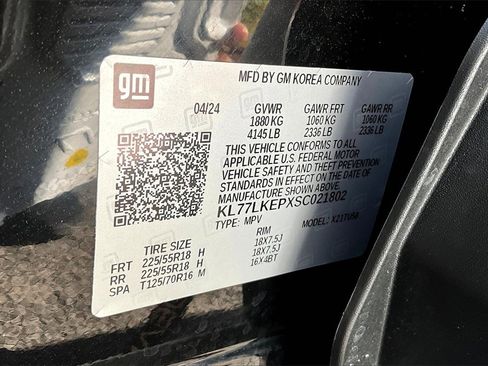 gm
MFD BY GM KOREA COMPANY
04/24 GVWR GAWR FRT GAWR RR
1880 KG 1060 KG 1060 KG
4145 LB 2336 LB 2336 LB
THIS VEHICLE CONFORMS TO ALL
APPLICABLE U.S. FEDERAL MOTOR
VEHICLE SAFETY AND THEFT PREVENTION
STANDARDS IN EFFECT ON THE DATE OF
MANUFACTURE SHOWN ABOVE.
KL77LKEPXSC021802
TYPE: MPV MODEL: X21TU58
TIRE SIZE RIM
FRT 225/55R18 H 18X7.5J
RR 225/55R18 H 18X7.5J
SPA T125/70R16 M 16X4BT